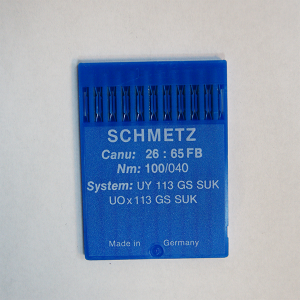 SCHMETZ
Canu: 26 : 65 FB
Nm: 100/040
System: UY 113 GS SUK
UO x 113 GS SUK
Made in Germany